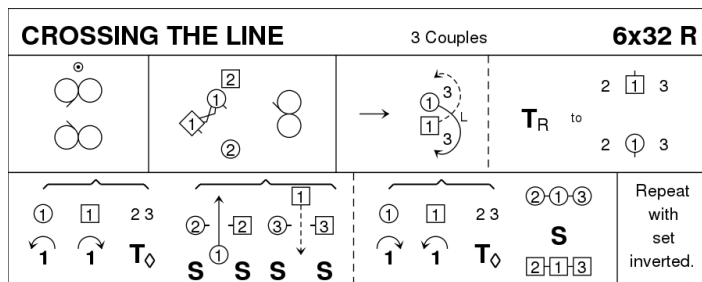 CROSSING THE LINE 3 Couples 6x32 R
2
1
1
2
3
1
1
3
L
T R to
2 1 3
2 1 3
1 1 2 3
1 1 T
2 2
1
S S
1
3 3
S S
1 1 2 3
1 1 T
2 1 3
S
2 1 3
Repeat
with
set
inverted.